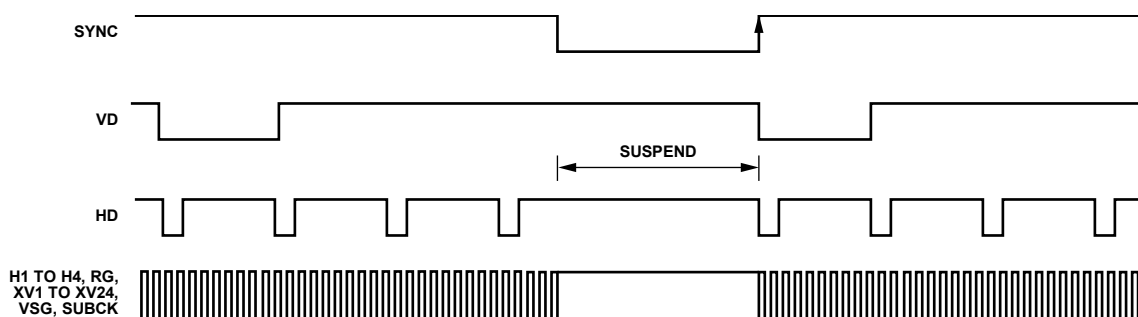 SYNC
VD
SUSPEND
HD
H1 TO H4, RG,
XV1 TO XV24,
VSG, SUBCK